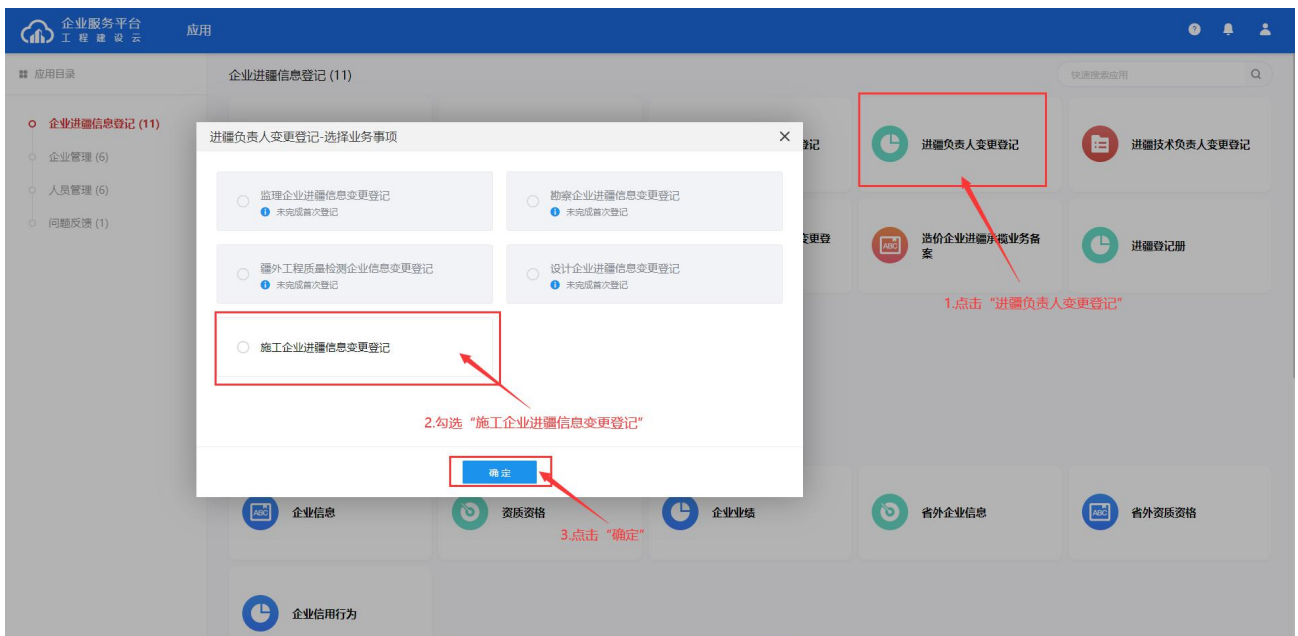 企业服务平台
工程建设云
应用
应用目录
企业进疆信息登记 (11)
企业管理 (6)
人员管理 (6)
问题反馈 (1)
企业进疆信息登记 (11)
快速搜索应用
进疆负责人变更登记
进疆技术负责人变更登记
造价企业进疆承揽业务备案
进疆登记册
登记
变更登
1.点击“进疆负责人变更登记”
进疆负责人变更登记-选择业务事项
监理企业进疆信息变更登记
未完成首次登记
勘察企业进疆信息变更登记
未完成首次登记
疆外工程质量检测企业信息变更登记
未完成首次登记
设计企业进疆信息变更登记
未完成首次登记
施工企业进疆信息变更登记
2.勾选“施工企业进疆信息变更登记”
确定
3.点击“确定”
ABC
企业信息
资质资格
企业业绩
省外企业信息
ABC
省外资质资格
企业信用行为